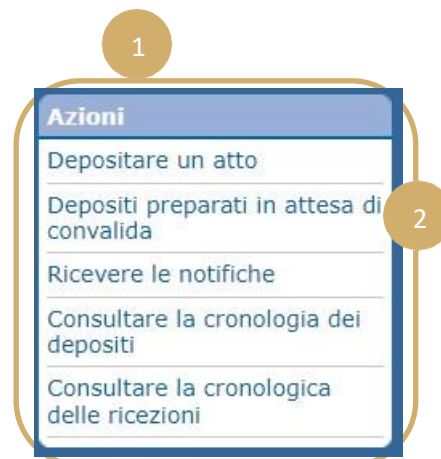 1
Azioni
Depositare un atto
Depositi preparati in attesa di
convalida
2
Ricevere le notifiche
Consultare la cronologia dei
depositi
Consultare la cronologica
delle ricezioni